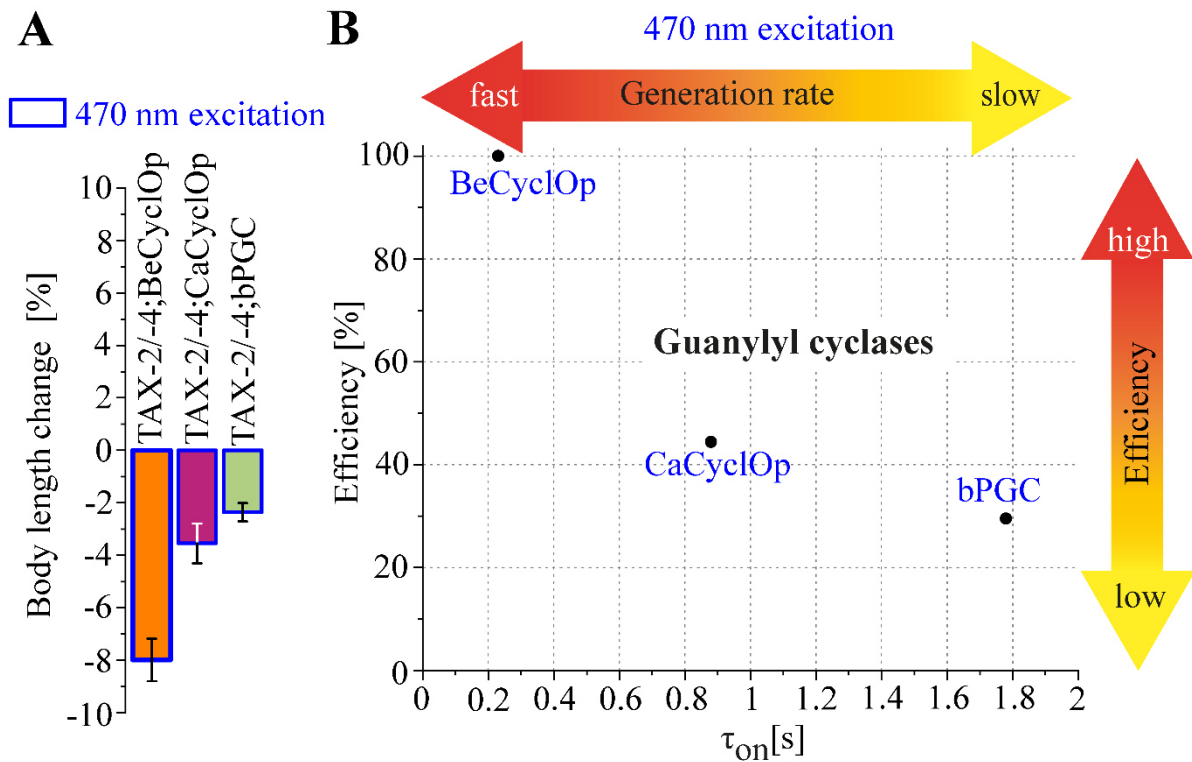 A
470 nm excitation
Body length change [%]
10
8
6
4
2
0
-2
-4
-6
-8
-10
TAX-2/-4;BeCyclOp
TAX-2/-4;CaCyclOp
TAX-2/-4;bPGC
B
470 nm excitation
fast Generation rate slow
Efficiency [%]
100
80
60
40
20
0
BeCyclOp
Guanylyl cyclases
CaCyclOp
bPGC
0 0.2 0.4 0.6 0.8 1 1.2 1.4 1.6 1.8 2
τon[s]
high
Efficiency
low